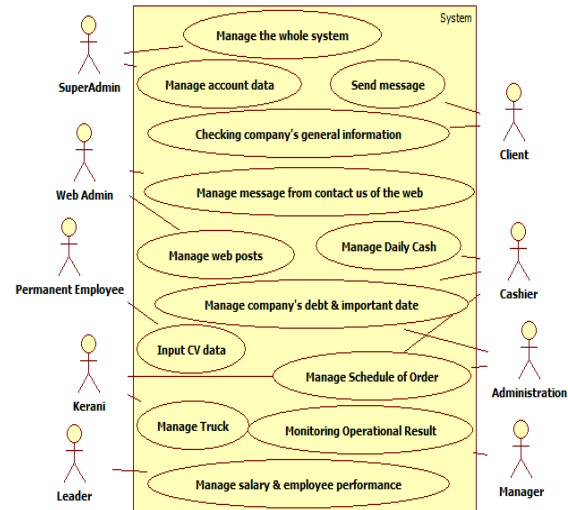 System
Manage the whole system
SuperAdmin
Manage account data
Send message
Checking company's general information
Client
Web Admin
Manage message from contact us of the web
Manage web posts
Manage Daily Cash
Permanent Employee
Cashier
Manage company's debt & important date
Input CV data
Manage Schedule of Order
Administration
Kerani
Manage Truck
Monitoring Operational Result
Leader
Manage salary & employee performance
Manager